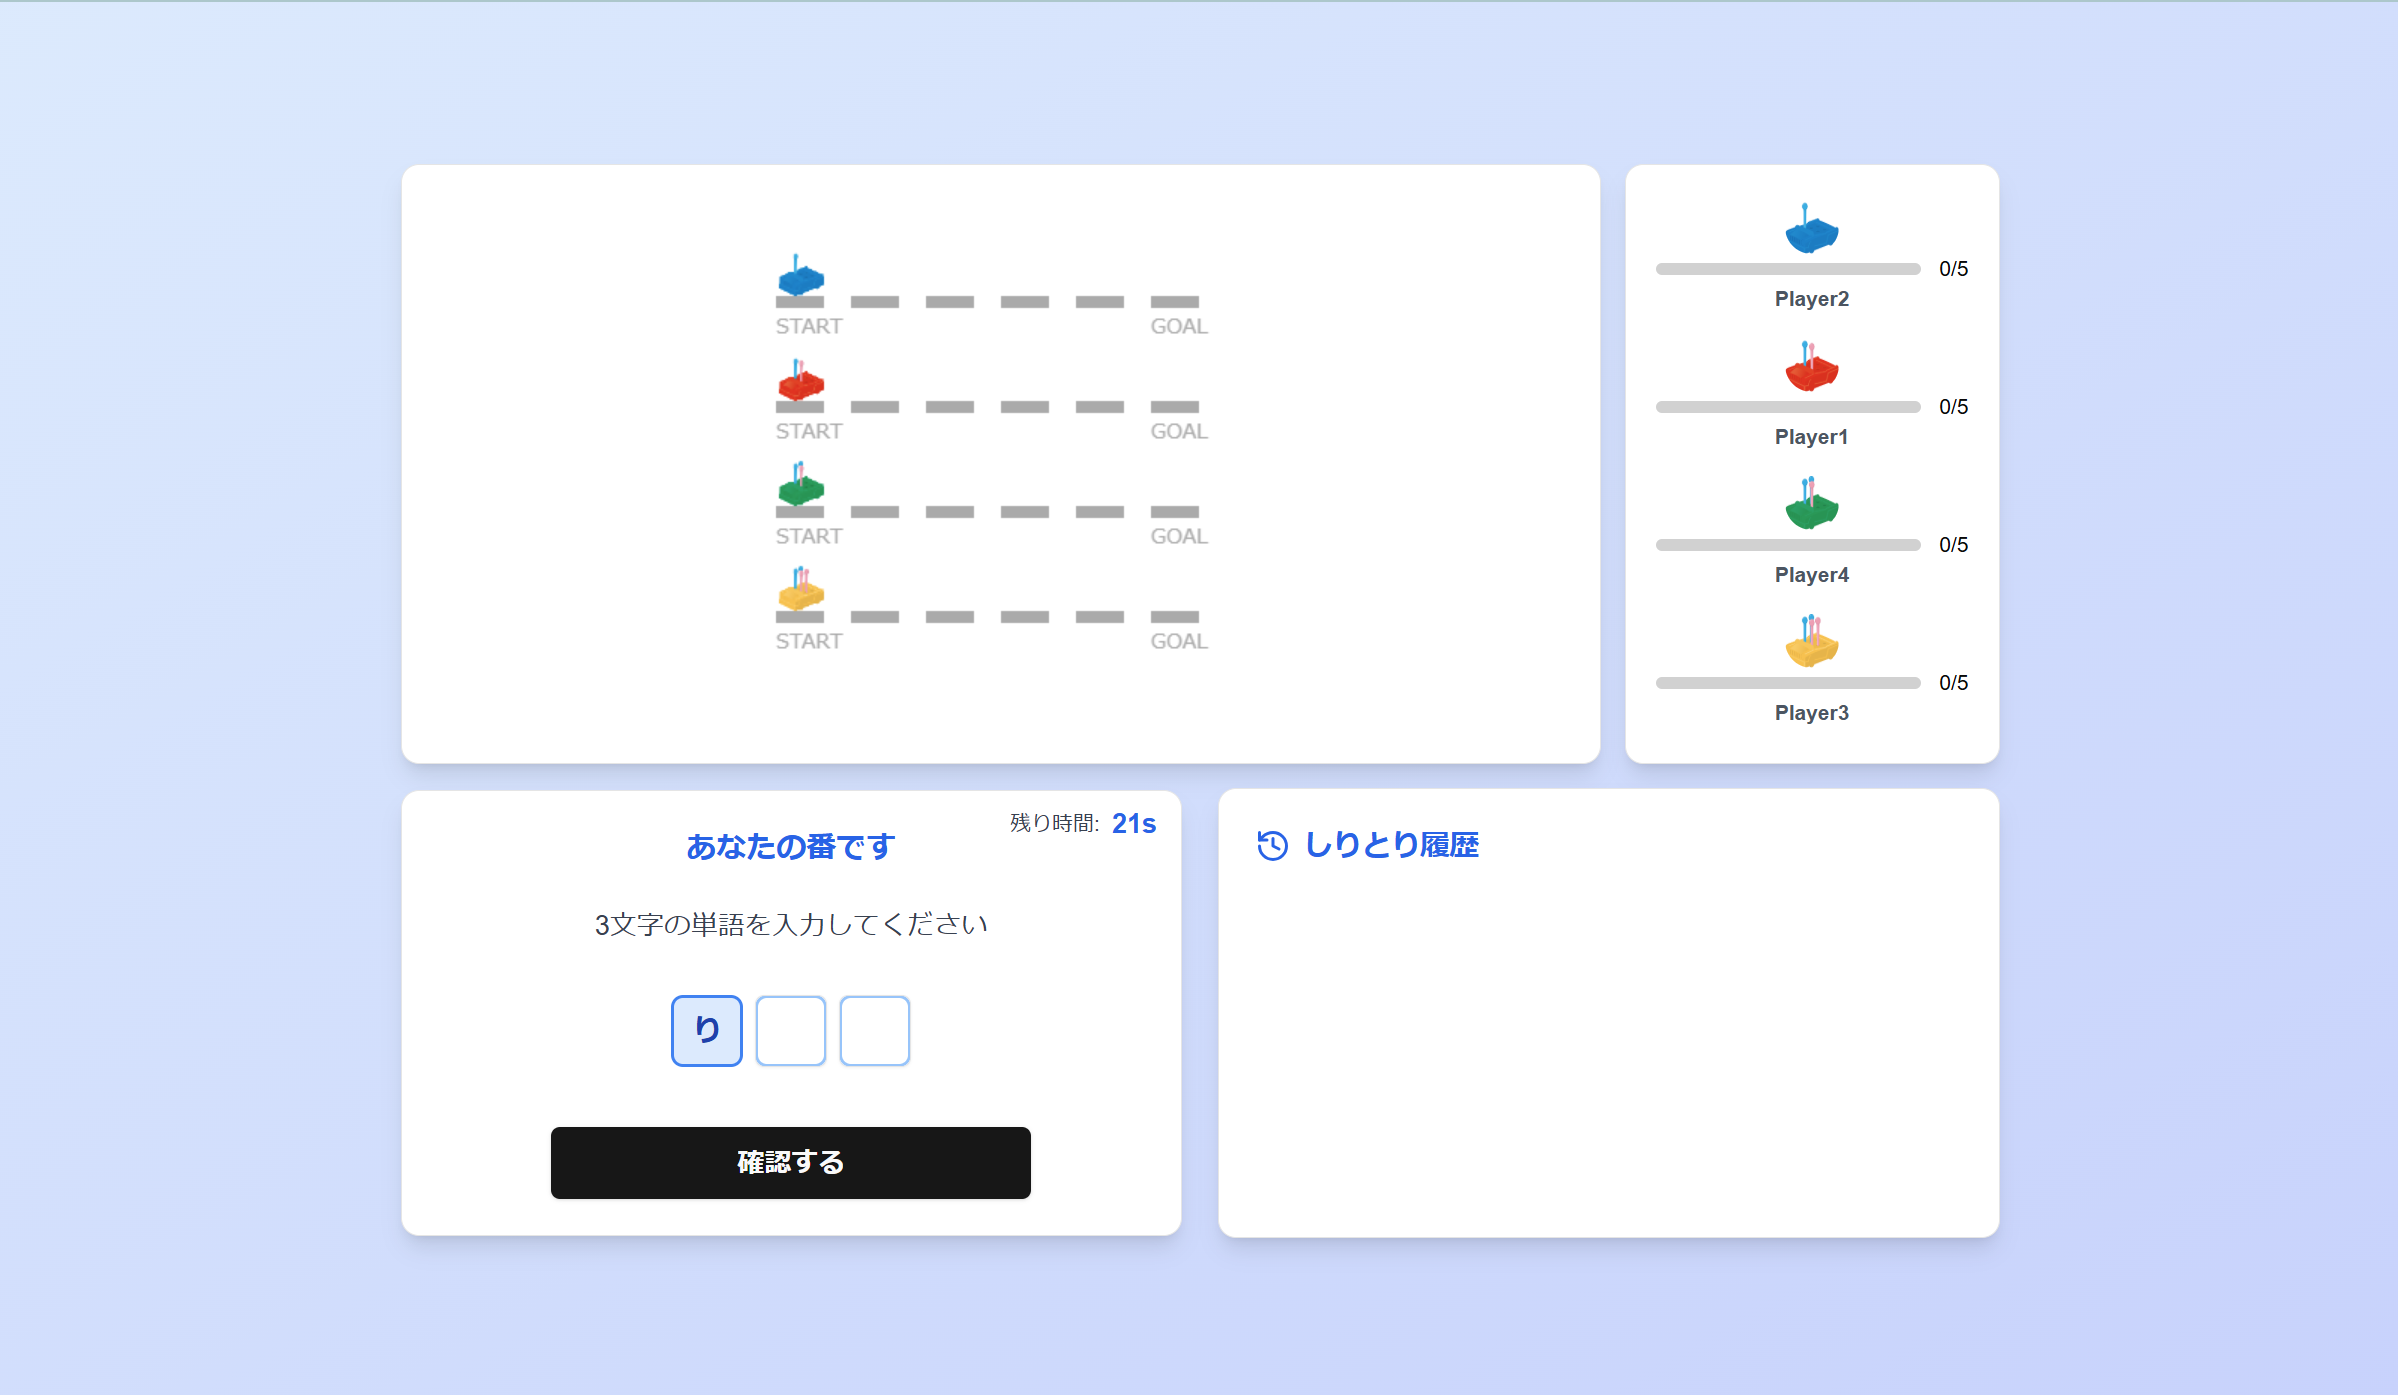 START GOAL
START GOAL
START GOAL
START GOAL
0/5
Player2
0/5
Player1
0/5
Player4
0/5
Player3
残り時間: 21s
あなたの番です
3文字の単語を入力してください
り
確認する
しりとり履歴